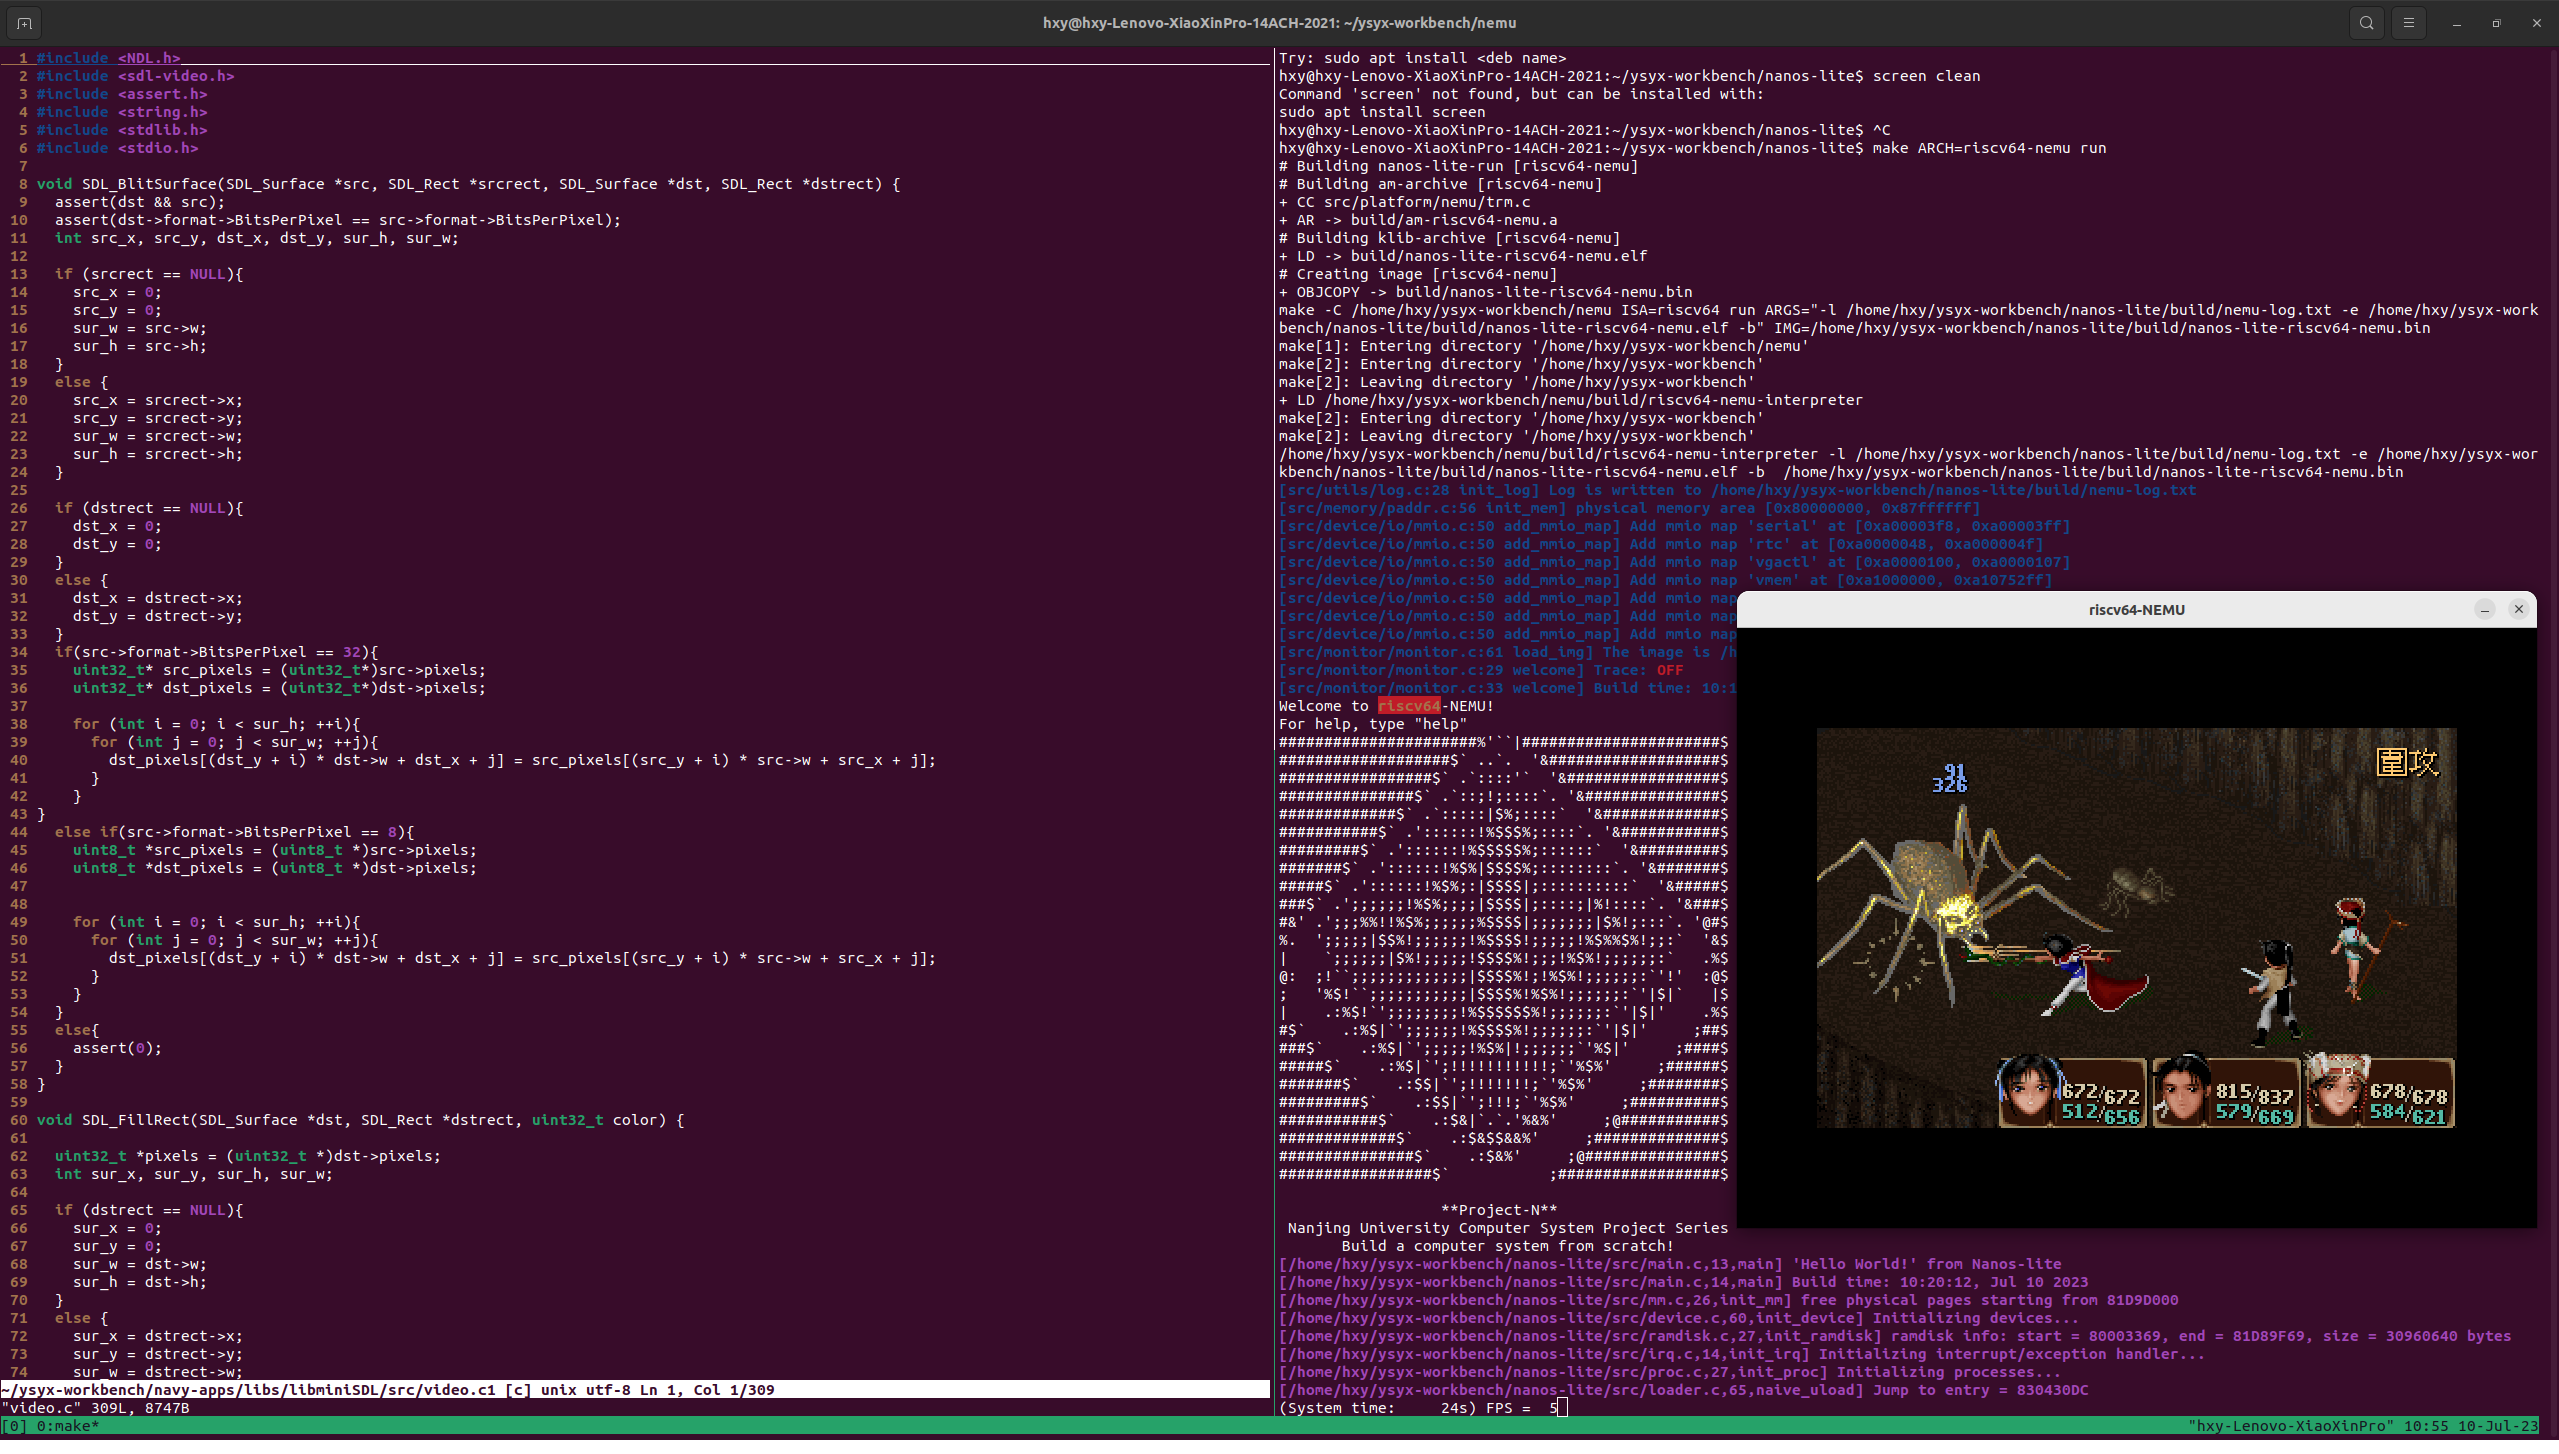 hxy@hxy-Lenovo-XiaoXinPro-14ACH-2021: ~/ysyx-workbench/nemu
1 #include <NDL.h>
2 #include <sdl-video.h>
3 #include <assert.h>
4 #include <string.h>
5 #include <stdlib.h>
6 #include <stdio.h>
7
8 void SDL_BlitSurface(SDL_Surface *src, SDL_Rect *srcrect, SDL_Surface *dst, SDL_Rect *dstrect) {
9   assert(dst && src);
10   assert(dst->format->BitsPerPixel == src->format->BitsPerPixel);
11   int src_x, src_y, dst_x, dst_y, sur_h, sur_w;
12
13   if (srcrect == NULL){
14     src_x = 0;
15     src_y = 0;
16     sur_w = src->w;
17     sur_h = src->h;
18   }
19   else {
20     src_x = srcrect->x;
21     src_y = srcrect->y;
22     sur_w = srcrect->w;
23     sur_h = srcrect->h;
24   }
25
26   if (dstrect == NULL){
27     dst_x = 0;
28     dst_y = 0;
29   }
30   else {
31     dst_x = dstrect->x;
32     dst_y = dstrect->y;
33   }
34   if(src->format->BitsPerPixel == 32){
35     uint32_t* src_pixels = (uint32_t*)src->pixels;
36     uint32_t* dst_pixels = (uint32_t*)dst->pixels;
37
38     for (int i = 0; i < sur_h; ++i){
39       for (int j = 0; j < sur_w; ++j){
40         dst_pixels[(dst_y + i) * dst->w + dst_x + j] = src_pixels[(src_y + i) * src->w + src_x + j];
41       }
42     }
43 }
44   else if(src->format->BitsPerPixel == 8){
45     uint8_t *src_pixels = (uint8_t *)src->pixels;
46     uint8_t *dst_pixels = (uint8_t *)dst->pixels;
47
48
49     for (int i = 0; i < sur_h; ++i){
50       for (int j = 0; j < sur_w; ++j){
51         dst_pixels[(dst_y + i) * dst->w + dst_x + j] = src_pixels[(src_y + i) * src->w + src_x + j];
52       }
53     }
54   }
55   else{
56     assert(0);
57   }
58 }
59
60 void SDL_FillRect(SDL_Surface *dst, SDL_Rect *dstrect, uint32_t color) {
61
62   uint32_t *pixels = (uint32_t *)dst->pixels;
63   int sur_x, sur_y, sur_h, sur_w;
64
65   if (dstrect == NULL){
66     sur_x = 0;
67     sur_y = 0;
68     sur_w = dst->w;
69     sur_h = dst->h;
70   }
71   else {
72     sur_x = dstrect->x;
73     sur_y = dstrect->y;
74     sur_w = dstrect->w;
~/ysyx-workbench/navy-apps/libs/libminiSDL/src/video.c1 [c] unix utf-8 Ln 1, Col 1/309
"video.c" 309L, 8747B
Try: sudo apt install <deb name>
hxy@hxy-Lenovo-XiaoXinPro-14ACH-2021:~/ysyx-workbench/nanos-lite$ screen clean
Command 'screen' not found, but can be installed with:
sudo apt install screen
hxy@hxy-Lenovo-XiaoXinPro-14ACH-2021:~/ysyx-workbench/nanos-lite$ ^C
hxy@hxy-Lenovo-XiaoXinPro-14ACH-2021:~/ysyx-workbench/nanos-lite$ make ARCH=riscv64-nemu run
# Building nanos-lite-run [riscv64-nemu]
# Building am-archive [riscv64-nemu]
+ CC src/platform/nemu/trm.c
+ AR -> build/am-riscv64-nemu.a
# Building klib-archive [riscv64-nemu]
+ LD -> build/nanos-lite-riscv64-nemu.elf
# Creating image [riscv64-nemu]
+ OBJCOPY -> build/nanos-lite-riscv64-nemu.bin
make -C /home/hxy/ysyx-workbench/nemu ISA=riscv64 run ARGS="-l /home/hxy/ysyx-workbench/nanos-lite/build/nemu-log.txt -e /home/hxy/ysyx-work
bench/nanos-lite/build/nanos-lite-riscv64-nemu.elf -b" IMG=/home/hxy/ysyx-workbench/nanos-lite/build/nanos-lite-riscv64-nemu.bin
make[1]: Entering directory '/home/hxy/ysyx-workbench/nemu'
make[2]: Entering directory '/home/hxy/ysyx-workbench'
make[2]: Leaving directory '/home/hxy/ysyx-workbench'
+ LD /home/hxy/ysyx-workbench/nemu/build/riscv64-nemu-interpreter
make[2]: Entering directory '/home/hxy/ysyx-workbench'
make[2]: Leaving directory '/home/hxy/ysyx-workbench'
/home/hxy/ysyx-workbench/nemu/build/riscv64-nemu-interpreter -l /home/hxy/ysyx-workbench/nanos-lite/build/nemu-log.txt -e /home/hxy/ysyx-wor
kbench/nanos-lite/build/nanos-lite-riscv64-nemu.elf -b  /home/hxy/ysyx-workbench/nanos-lite/build/nanos-lite-riscv64-nemu.bin
[src/utils/log.c:28 init_log] Log is written to /home/hxy/ysyx-workbench/nanos-lite/build/nemu-log.txt
[src/memory/paddr.c:56 init_mem] physical memory area [0x80000000, 0x87ffffff]
[src/device/io/mmio.c:50 add_mmio_map] Add mmio map 'serial' at [0xa00003f8, 0xa00003ff]
[src/device/io/mmio.c:50 add_mmio_map] Add mmio map 'rtc' at [0xa0000048, 0xa000004f]
[src/device/io/mmio.c:50 add_mmio_map] Add mmio map 'vgactl' at [0xa0000100, 0xa0000107]
[src/device/io/mmio.c:50 add_mmio_map] Add mmio map 'vmem' at [0xa1000000, 0xa10752ff]
[src/device/io/mmio.c:50 add_mmio_map] Add mmio map
[src/device/io/mmio.c:50 add_mmio_map] Add mmio map
[src/device/io/mmio.c:50 add_mmio_map] Add mmio map
[src/monitor/monitor.c:61 load_img] The image is /h
[src/monitor/monitor.c:29 welcome] Trace: OFF
[src/monitor/monitor.c:33 welcome] Build time: 10:1
Welcome to riscv64-NEMU!
For help, type "help"
**Project-N**
Nanjing University Computer System Project Series
Build a computer system from scratch!
[/home/hxy/ysyx-workbench/nanos-lite/src/main.c,13,main] 'Hello World!' from Nanos-lite
[/home/hxy/ysyx-workbench/nanos-lite/src/main.c,14,main] Build time: 10:20:12, Jul 10 2023
[/home/hxy/ysyx-workbench/nanos-lite/src/mm.c,26,init_mm] free physical pages starting from 81D9D000
[/home/hxy/ysyx-workbench/nanos-lite/src/device.c,60,init_device] Initializing devices...
[/home/hxy/ysyx-workbench/nanos-lite/src/ramdisk.c,27,init_ramdisk] ramdisk info: start = 80003369, end = 81D89F69, size = 30960640 bytes
[/home/hxy/ysyx-workbench/nanos-lite/src/irq.c,14,init_irq] Initializing interrupt/exception handler...
[/home/hxy/ysyx-workbench/nanos-lite/src/proc.c,27,init_proc] Initializing processes...
[/home/hxy/ysyx-workbench/nanos-lite/src/loader.c,65,naive_uload] Jump to entry = 830430DC
(System time:     24s) FPS =  5
riscv64-NEMU
圍攻
91
326
672/672
512/656
815/837
579/669
678/678
584/621
[0] 0:make*
"hxy-Lenovo-XiaoXinPro" 10:55 10-Jul-23